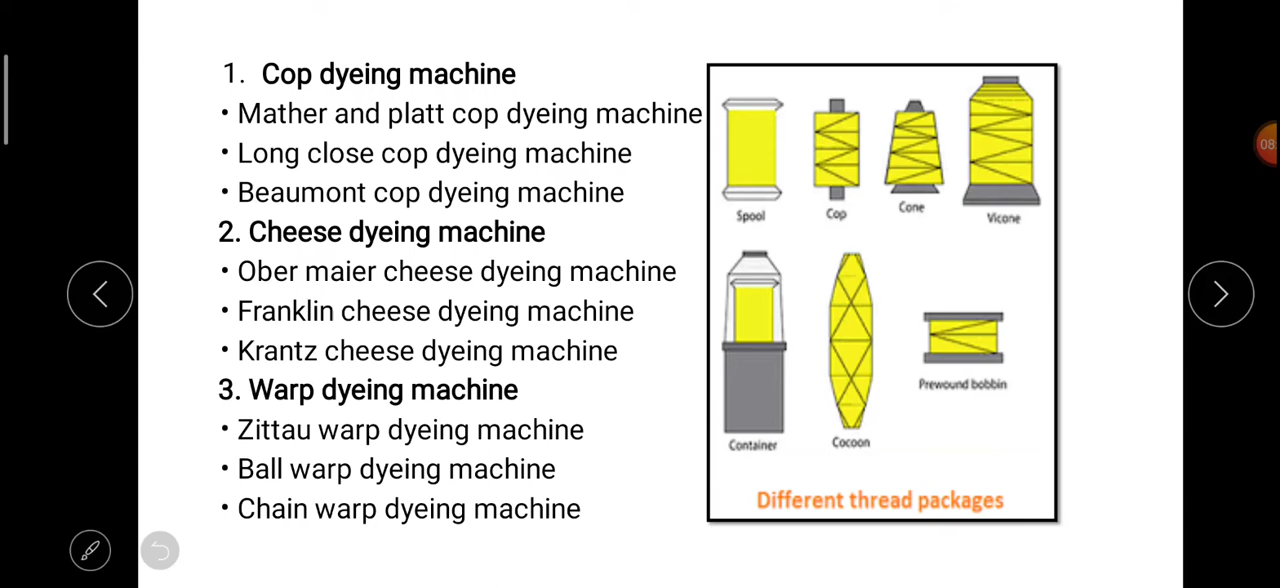 1. Cop dyeing machine
• Mather and platt cop dyeing machine
• Long close cop dyeing machine
• Beaumont cop dyeing machine
2. Cheese dyeing machine
• Ober maier cheese dyeing machine
• Franklin cheese dyeing machine
• Krantz cheese dyeing machine
3. Warp dyeing machine
• Zittau warp dyeing machine
• Ball warp dyeing machine
• Chain warp dyeing machine
Spool
Cop
Cone
Vicone
Container
Cocoon
Prewound bobbin
Different thread packages